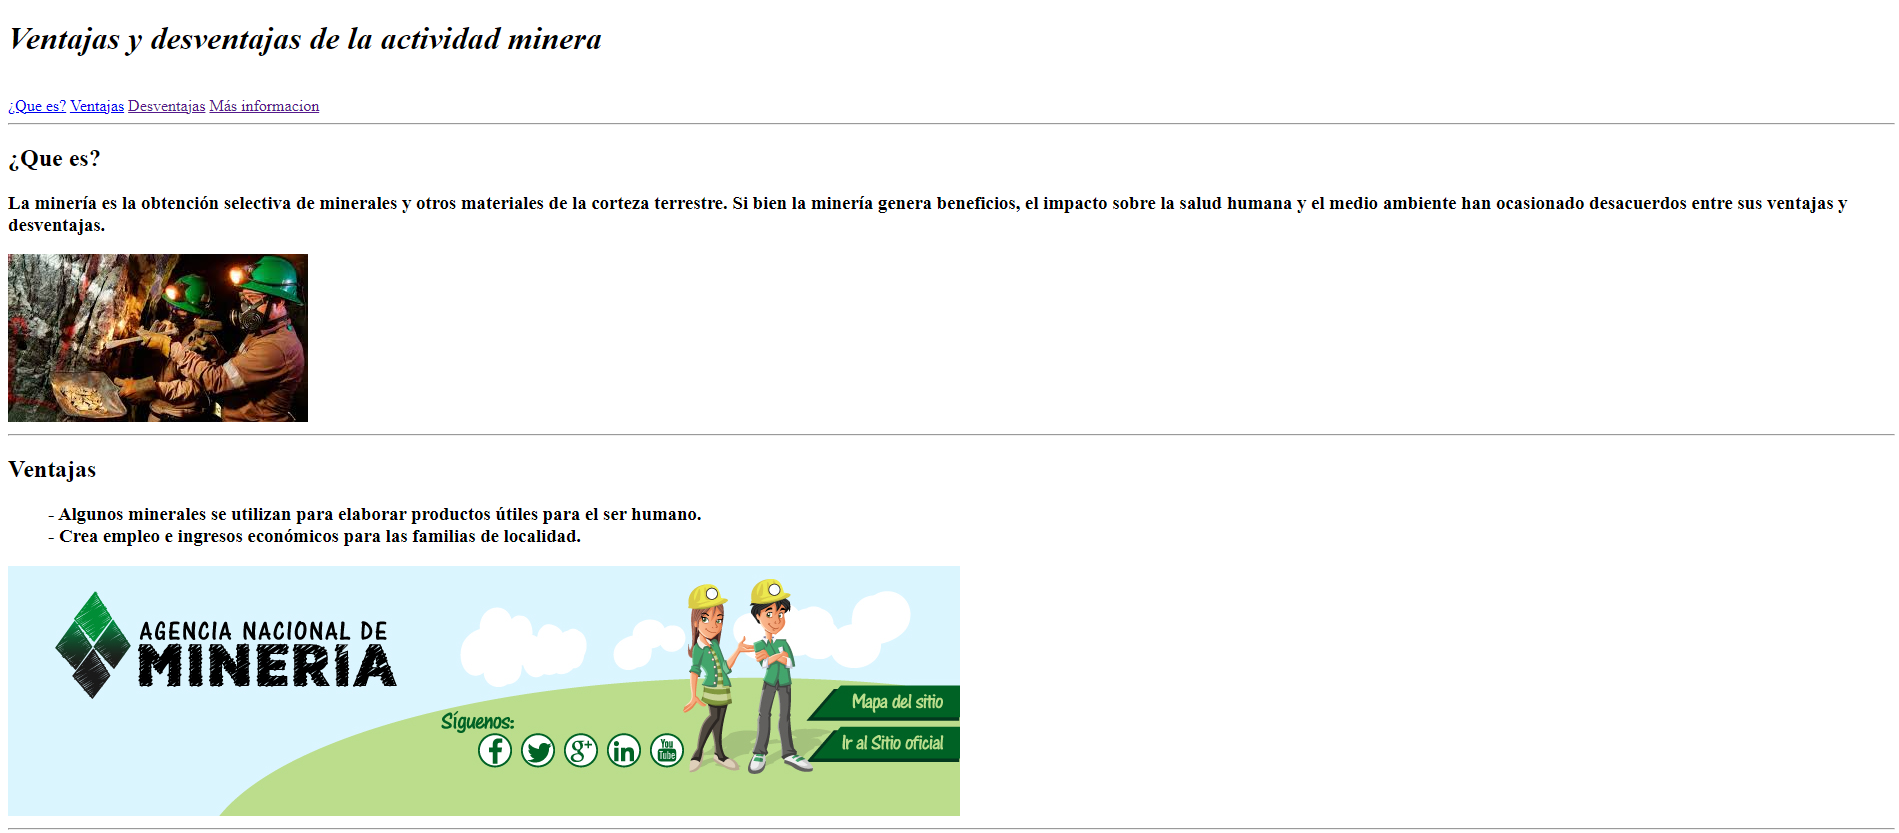 Ventajas y desventajas de la actividad minera
¿Que es? Ventajas Desventajas Más informacion
¿Que es?
La minería es la obtención selectiva de minerales y otros materiales de la corteza terrestre. Si bien la minería genera beneficios, el impacto sobre la salud humana y el medio ambiente han ocasionado desacuerdos entre sus ventajas y
desventajas.
Ventajas
- Algunos minerales se utilizan para elaborar productos útiles para el ser humano.
- Crea empleo e ingresos económicos para las familias de localidad.
AGENCIA NACIONAL DE
MINERÍA
Mapa del sitio
Síguenos:
Ir al Sitio oficial
f g+ in You
Tube